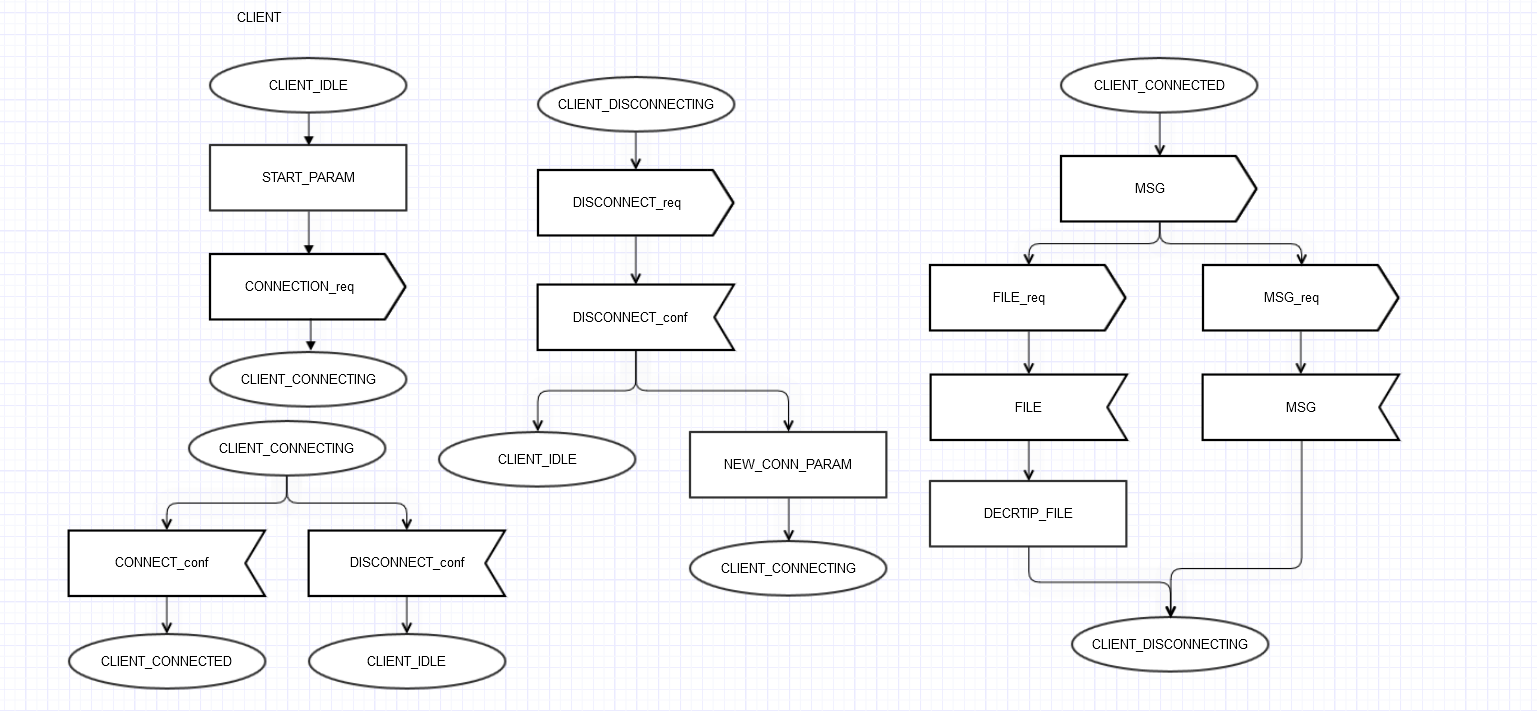 CLIENT
CLIENT_IDLE
START_PARAM
CONNECTION_req
CLIENT_CONNECTING
CLIENT_CONNECTING
CONNECT_conf
DISCONNECT_conf
CLIENT_CONNECTED
CLIENT_IDLE
CLIENT_DISCONNECTING
DISCONNECT_req
DISCONNECT_conf
CLIENT_IDLE
NEW_CONN_PARAM
CLIENT_CONNECTING
CLIENT_CONNECTED
MSG
FILE_req
MSG_req
FILE
MSG
DECRTIP_FILE
CLIENT_DISCONNECTING